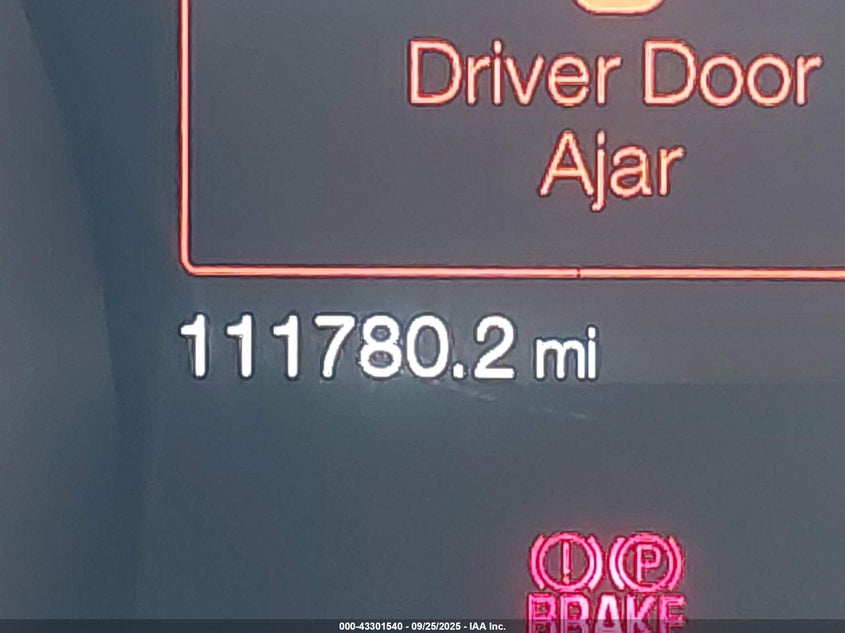 Driver Door
Ajar
111780.2 mi
(!) (P)
BRAKE
000-43301540 - 09/25/2025 - IAA Inc.